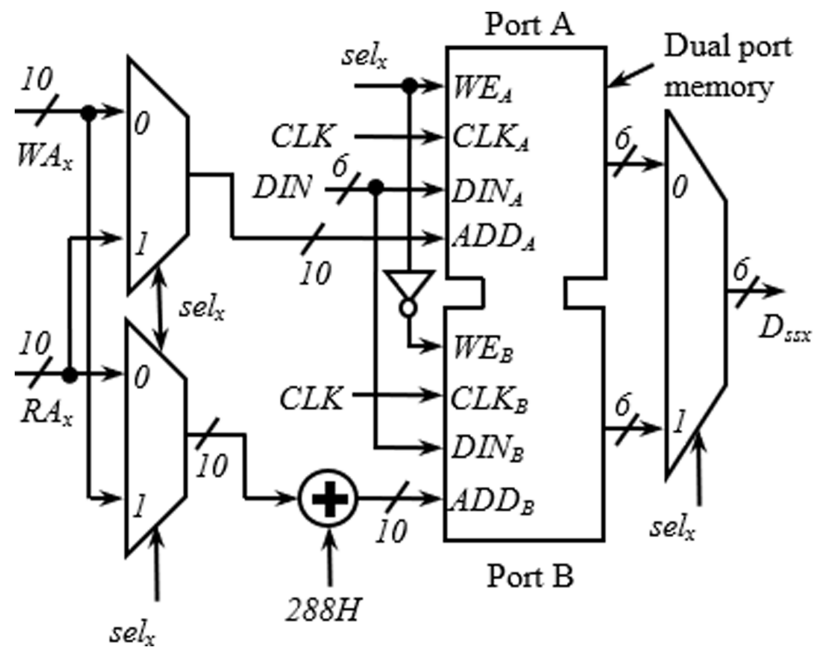 Port A
Dual port
memory
sel_x
10
WA_x
0
1
CLK
DIN
6
10
WE_A
CLK_A
DIN_A
ADD_A
6
0
sel_x
6
D_ssx
10
RA_x
0
1
10
CLK
WE_B
CLK_B
DIN_B
ADD_B
10
6
1
sel_x
288H
sel_x
Port B